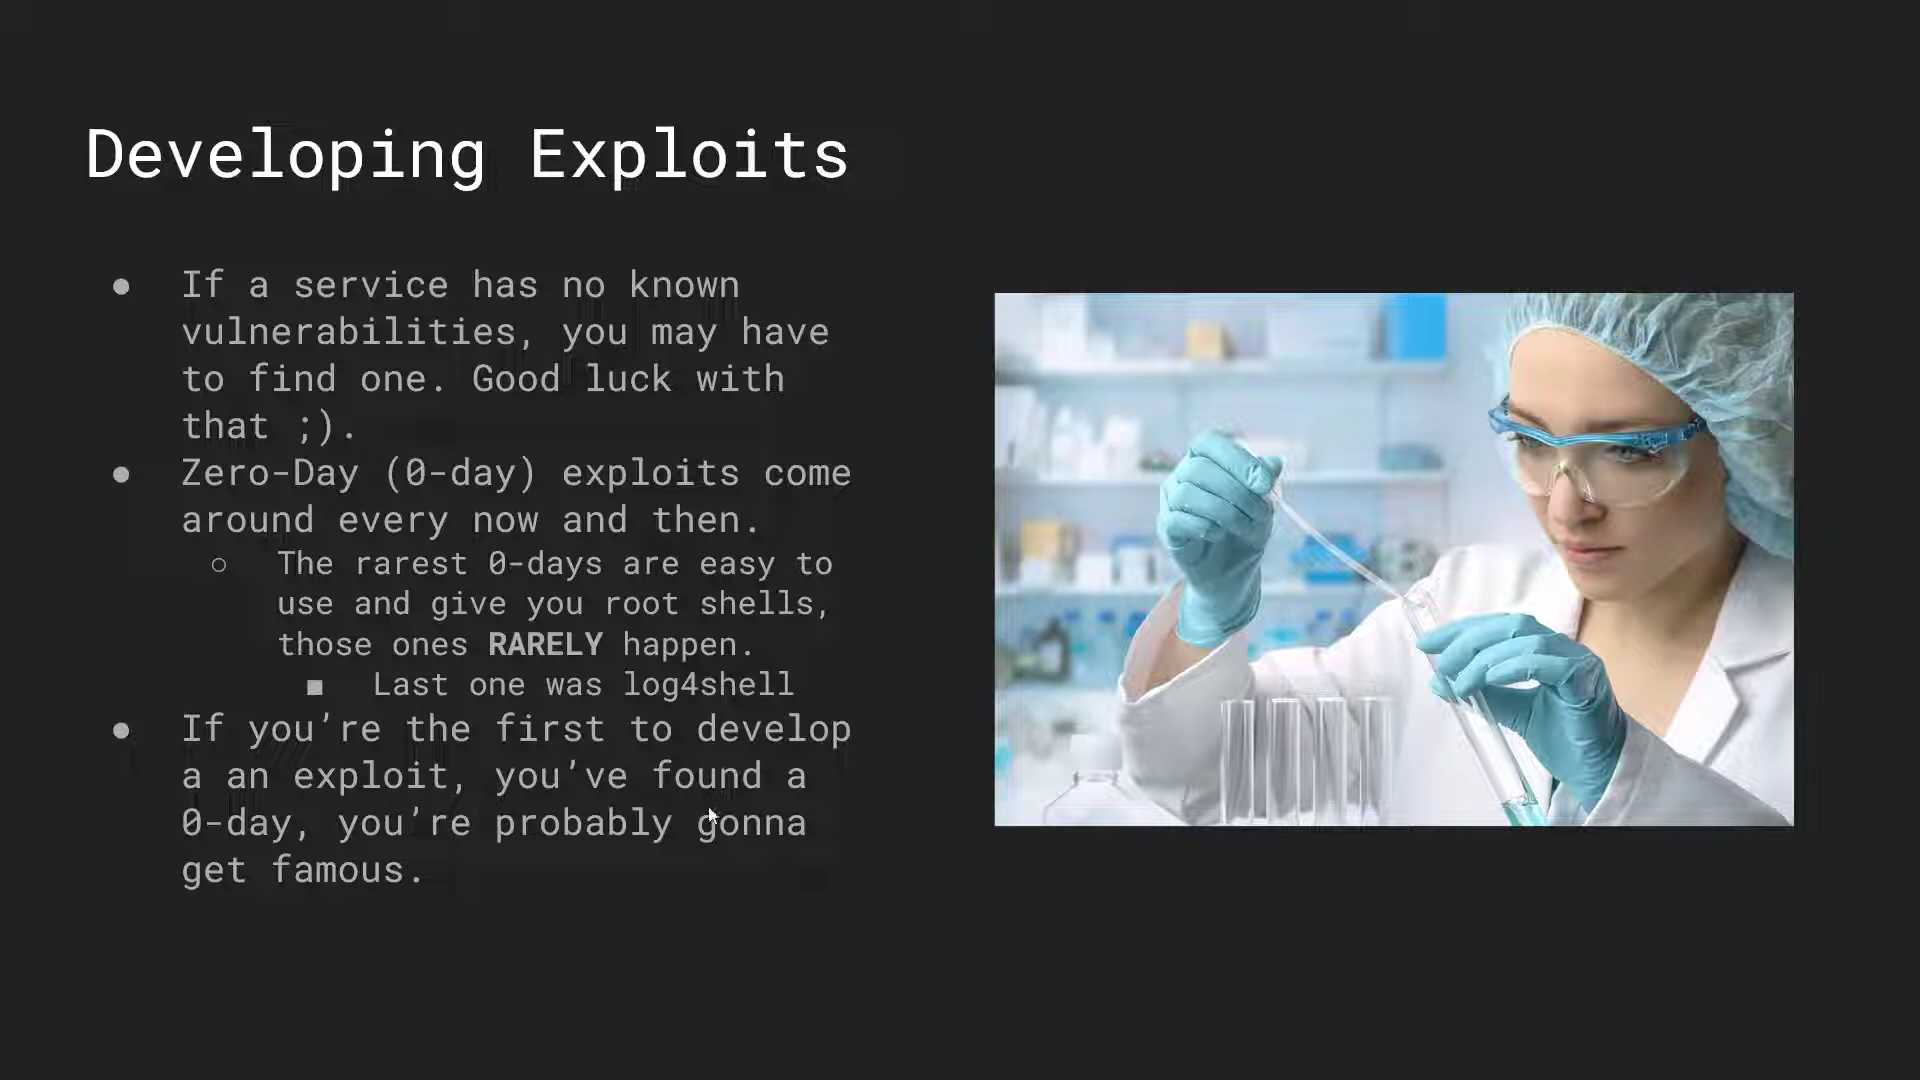 Developing Exploits
● If a service has no known
vulnerabilities, you may have
to find one. Good luck with
that ;).
● Zero-Day (0-day) exploits come
around every now and then.
○ The rarest 0-days are easy to
use and give you root shells,
those ones RARELY happen.
■ Last one was log4shell
● If you’re the first to develop
a an exploit, you’ve found a
0-day, you’re probably gonna
get famous.